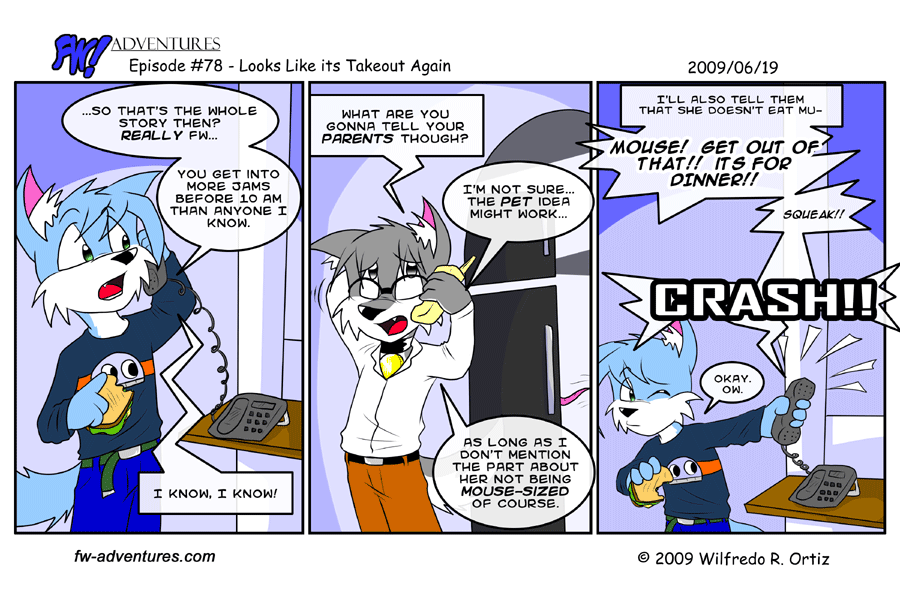 FW! ADVENTURES
Episode #78 - Looks Like its Takeout Again
2009/06/19
...SO THAT'S THE WHOLE
STORY THEN?
REALLY FW...
YOU GET INTO
MORE JAMS
BEFORE 10 AM
THAN ANYONE I
KNOW.
I KNOW, I KNOW!
WHAT ARE YOU
GONNA TELL YOUR
PARENTS THOUGH?
I'M NOT SURE...
THE PET IDEA
MIGHT WORK...
AS LONG AS I
DON'T MENTION
THE PART ABOUT
HER NOT BEING
MOUSE-SIZED
OF COURSE.
I'LL ALSO TELL THEM
THAT SHE DOESN'T EAT MU-
MOUSE! GET OUT OF
THAT!! ITS FOR
DINNER!!
SQUEAK!!
CRASH!!
OKAY.
OW.
fw-adventures.com
© 2009 Wilfredo R. Ortiz